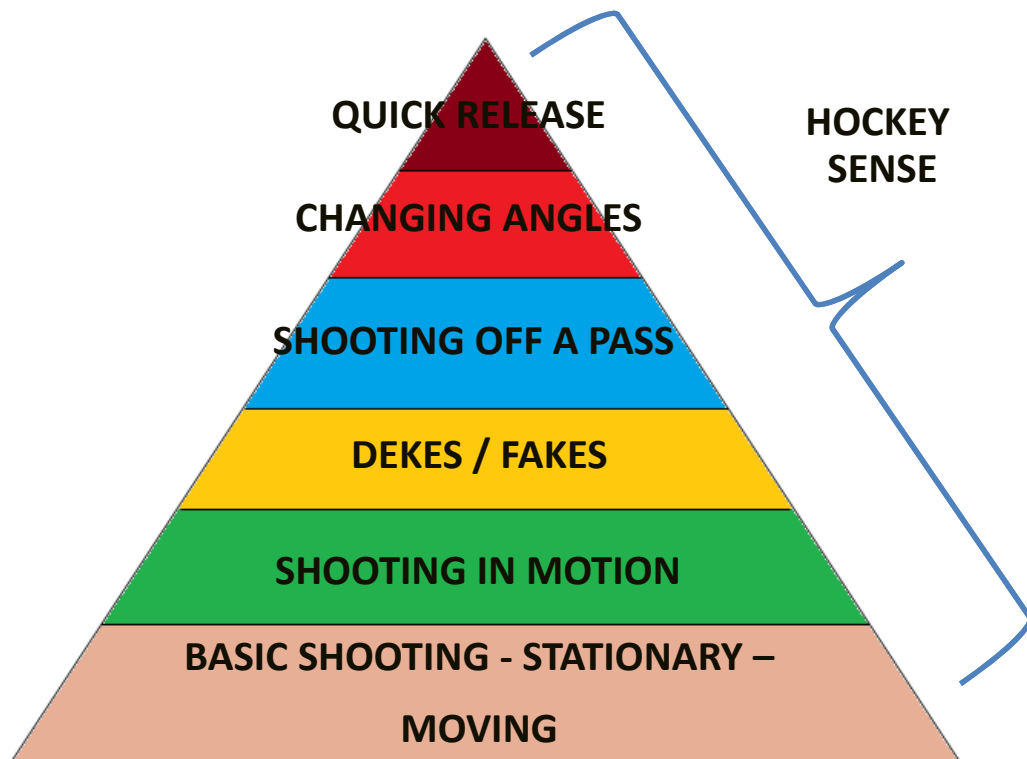 QUICK RELEASE
HOCKEY
SENSE
CHANGING ANGLES
SHOOTING OFF A PASS
DEKES / FAKES
SHOOTING IN MOTION
BASIC SHOOTING - STATIONARY –
MOVING